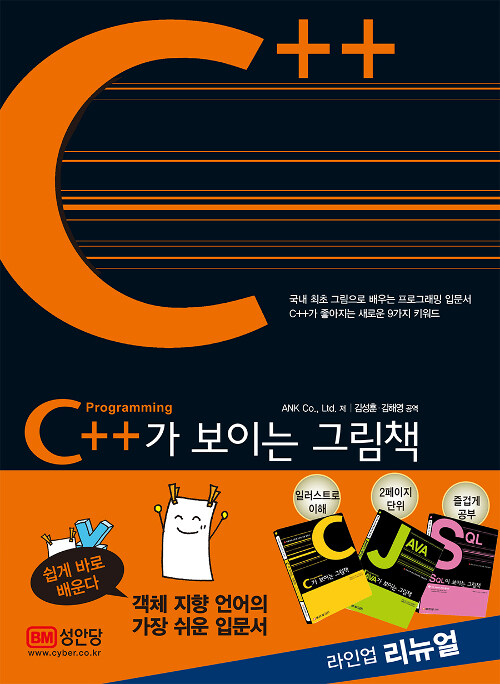 C++
국내 최초 그림으로 배우는 프로그래밍 입문서
C++가 좋아지는 새로운 9가지 키워드
Programming
ANK Co., Ltd. 저 | 김성훈·김해영 공역
C++가 보이는 그림책
일러스트로
이해
2페이지
단위
즐겁게
공부
C
C가 보이는 그림책
JAVA
JAVA가 보이는 그림책
SQL
SQL이 보이는 그림책
쉽게 바로
배운다
객체 지향 언어의
가장 쉬운 입문서
BM 성안당
www.cyber.co.kr
라인업 리뉴얼